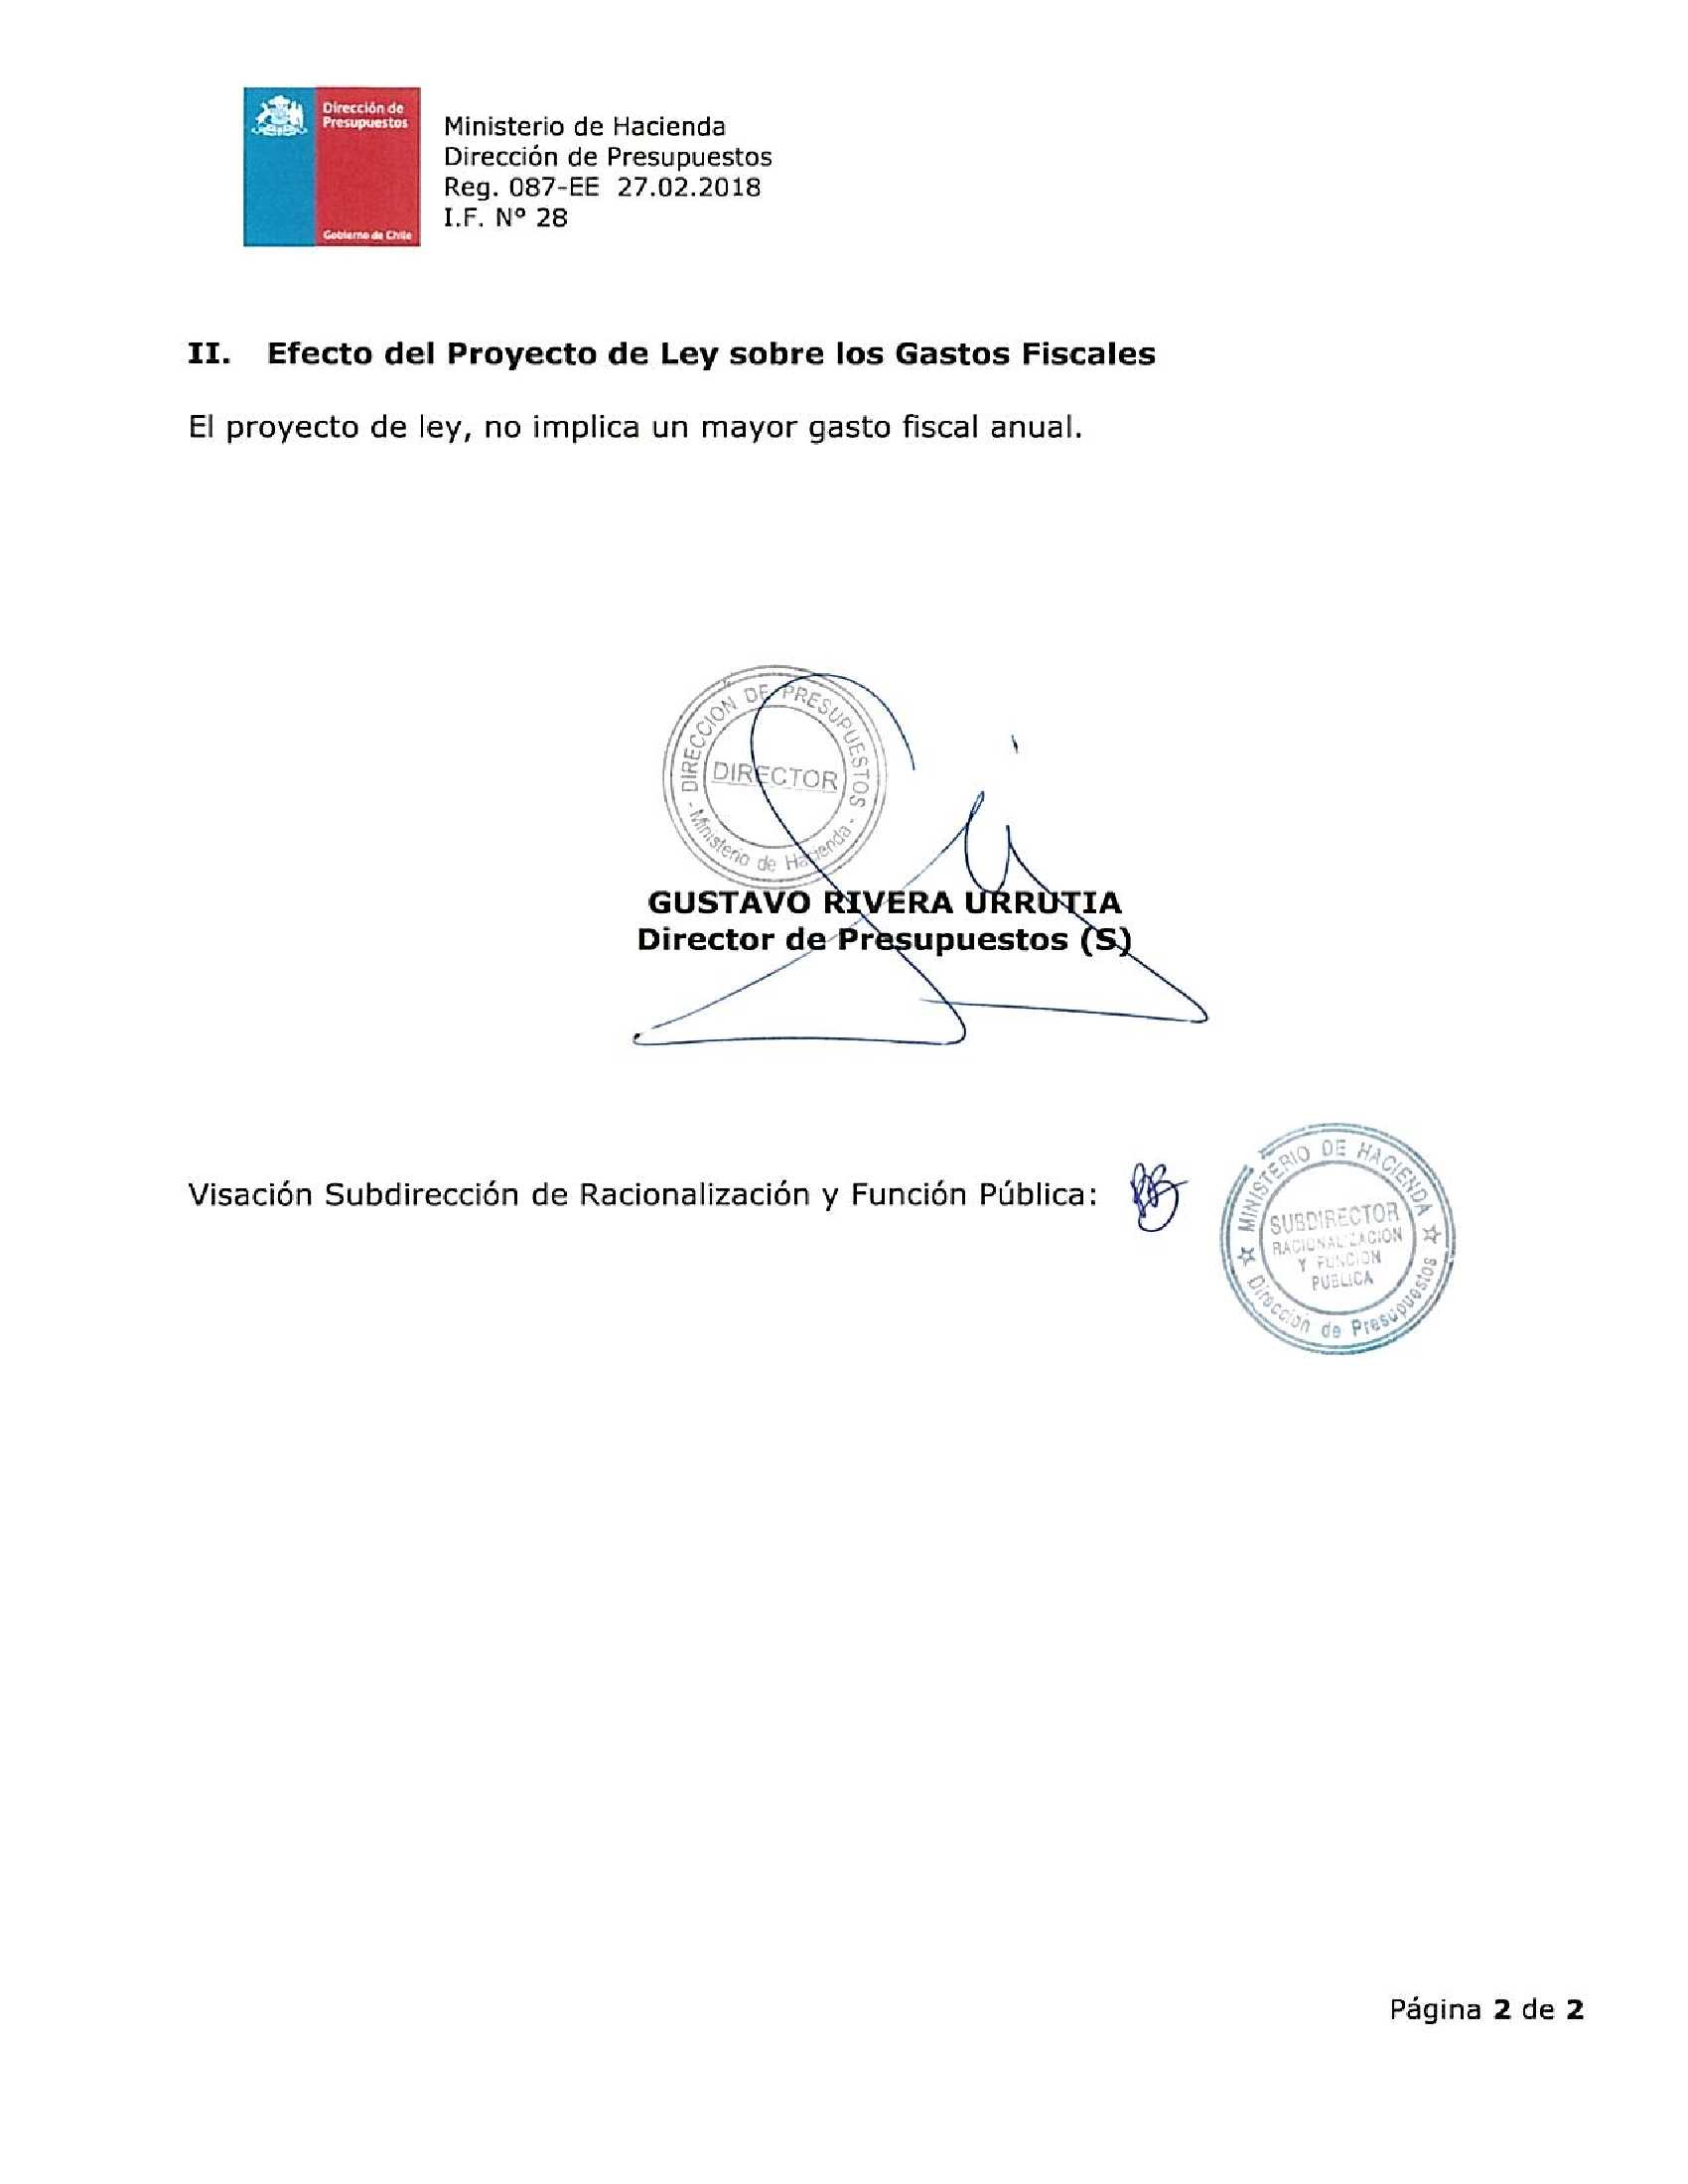 Dirección de
Presupuestos
Gobierno de Chile
Ministerio de Hacienda
Dirección de Presupuestos
Reg. 087-EE 27.02.2018
I.F. Nº 28
II. Efecto del Proyecto de Ley sobre los Gastos Fiscales
El proyecto de ley, no implica un mayor gasto fiscal anual.
- DIRECCION DE PRESUPUESTOS -
DIRECTOR
Ministerio de Hacienda
GUSTAVO RIVERA URRUTIA
Director de Presupuestos (S)
Visación Subdirección de Racionalización y Función Pública:
MINISTERIO DE HACIENDA
SUBDIRECTOR
RACIONALIZACION
Y FUNCION
PUBLICA
Dirección de Presupuestos
Página 2 de 2